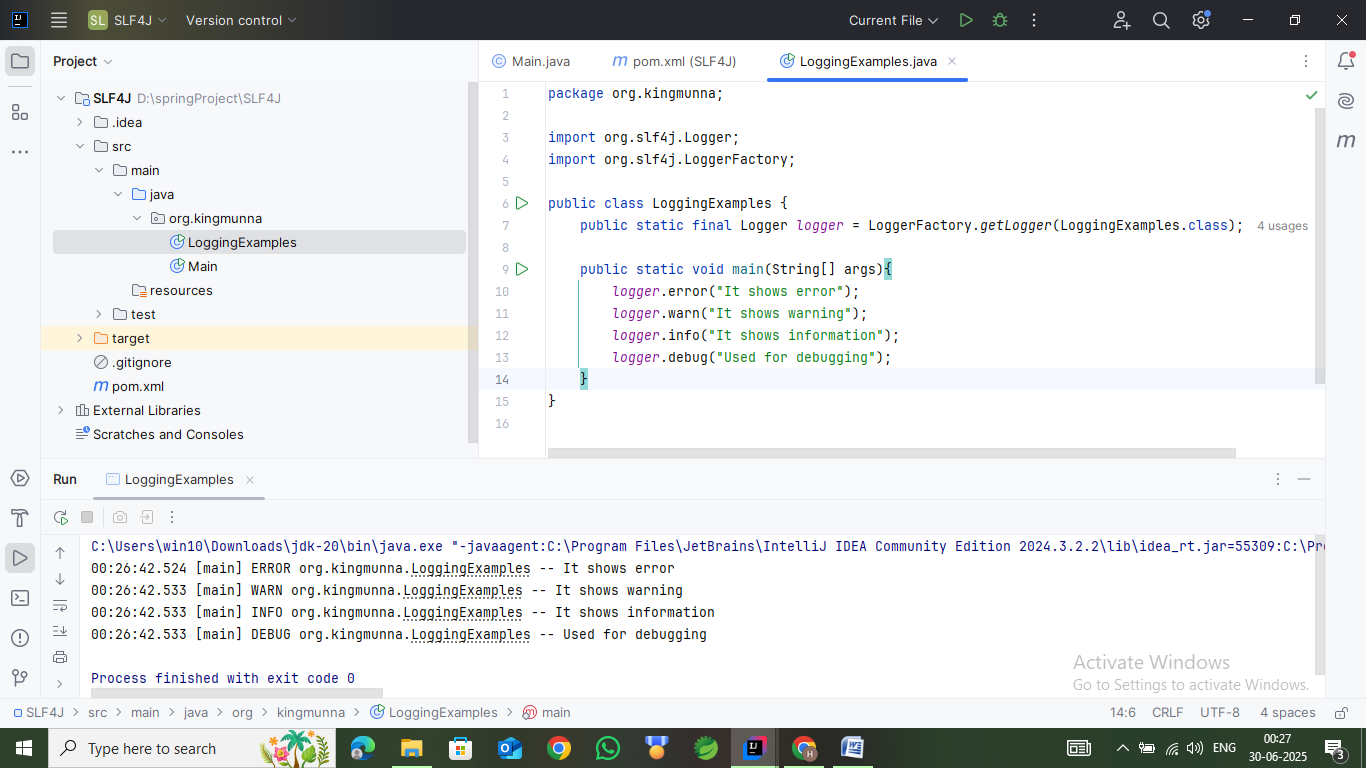 SL SLF4J Version control Current File
Project
Main.java m pom.xml (SLF4J) LoggingExamples.java
SLF4J D:\springProject\SLF4J
.idea
src
main
java
org.kingmunna
LoggingExamples
Main
resources
test
target
.gitignore
m pom.xml
External Libraries
Scratches and Consoles
1 package org.kingmunna;
2
3 import org.slf4j.Logger;
4 import org.slf4j.LoggerFactory;
5
6 public class LoggingExamples {
7 public static final Logger logger = LoggerFactory.getLogger(LoggingExamples.class); 4 usages
8
9 public static void main(String[] args){
10 logger.error("It shows error");
11 logger.warn("It shows warning");
12 logger.info("It shows information");
13 logger.debug("Used for debugging");
14 }
15 }
16
Run LoggingExamples
C:\Users\win10\Downloads\jdk-20\bin\java.exe "-javaagent:C:\Program Files\JetBrains\IntelliJ IDEA Community Edition 2024.3.2.2\lib\idea_rt.jar=55309:C:\Pr
00:26:42.524 [main] ERROR org.kingmunna.LoggingExamples -- It shows error
00:26:42.533 [main] WARN org.kingmunna.LoggingExamples -- It shows warning
00:26:42.533 [main] INFO org.kingmunna.LoggingExamples -- It shows information
00:26:42.533 [main] DEBUG org.kingmunna.LoggingExamples -- Used for debugging
Process finished with exit code 0
Activate Windows
Go to Settings to activate Windows.
SLF4J > src > main > java > org > kingmunna > LoggingExamples > main 14:6 CRLF UTF-8 4 spaces
Type here to search
ENG
00:27
30-06-2025
3